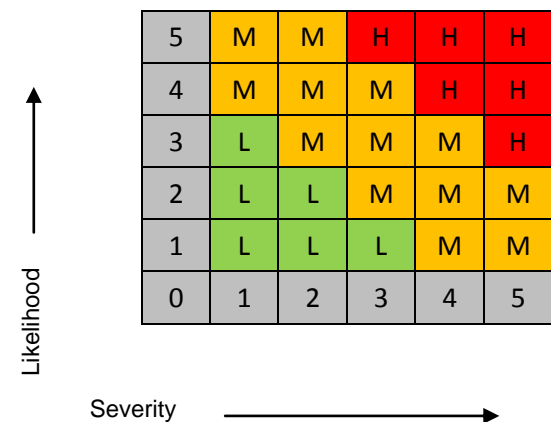 5 M M H H H
4 M M M H H
3 L M M M H
2 L L M M M
1 L L L M M
0 1 2 3 4 5
Likelihood
Severity